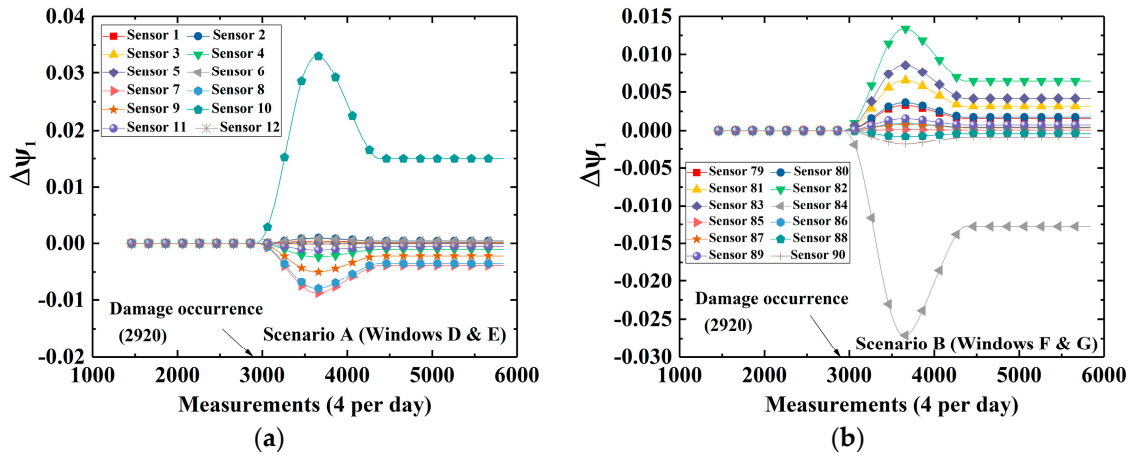 0.04
0.03
0.02
0.01
0.00
-0.01
-0.02
Δψ1
Sensor 1 Sensor 2
Sensor 3 Sensor 4
Sensor 5 Sensor 6
Sensor 7 Sensor 8
Sensor 9 Sensor 10
Sensor 11 Sensor 12
Damage occurrence
(2920)
Scenario A (Windows D & E)
1000 2000 3000 4000 5000 6000
Measurements (4 per day)
(a)
0.015
0.010
0.005
0.000
-0.005
-0.010
-0.015
-0.020
-0.025
-0.030
Δψ1
Sensor 79 Sensor 80
Sensor 81 Sensor 82
Sensor 83 Sensor 84
Sensor 85 Sensor 86
Sensor 87 Sensor 88
Sensor 89 Sensor 90
Damage occurrence
(2920)
Scenario B (Windows F & G)
1000 2000 3000 4000 5000 6000
Measurements (4 per day)
(b)